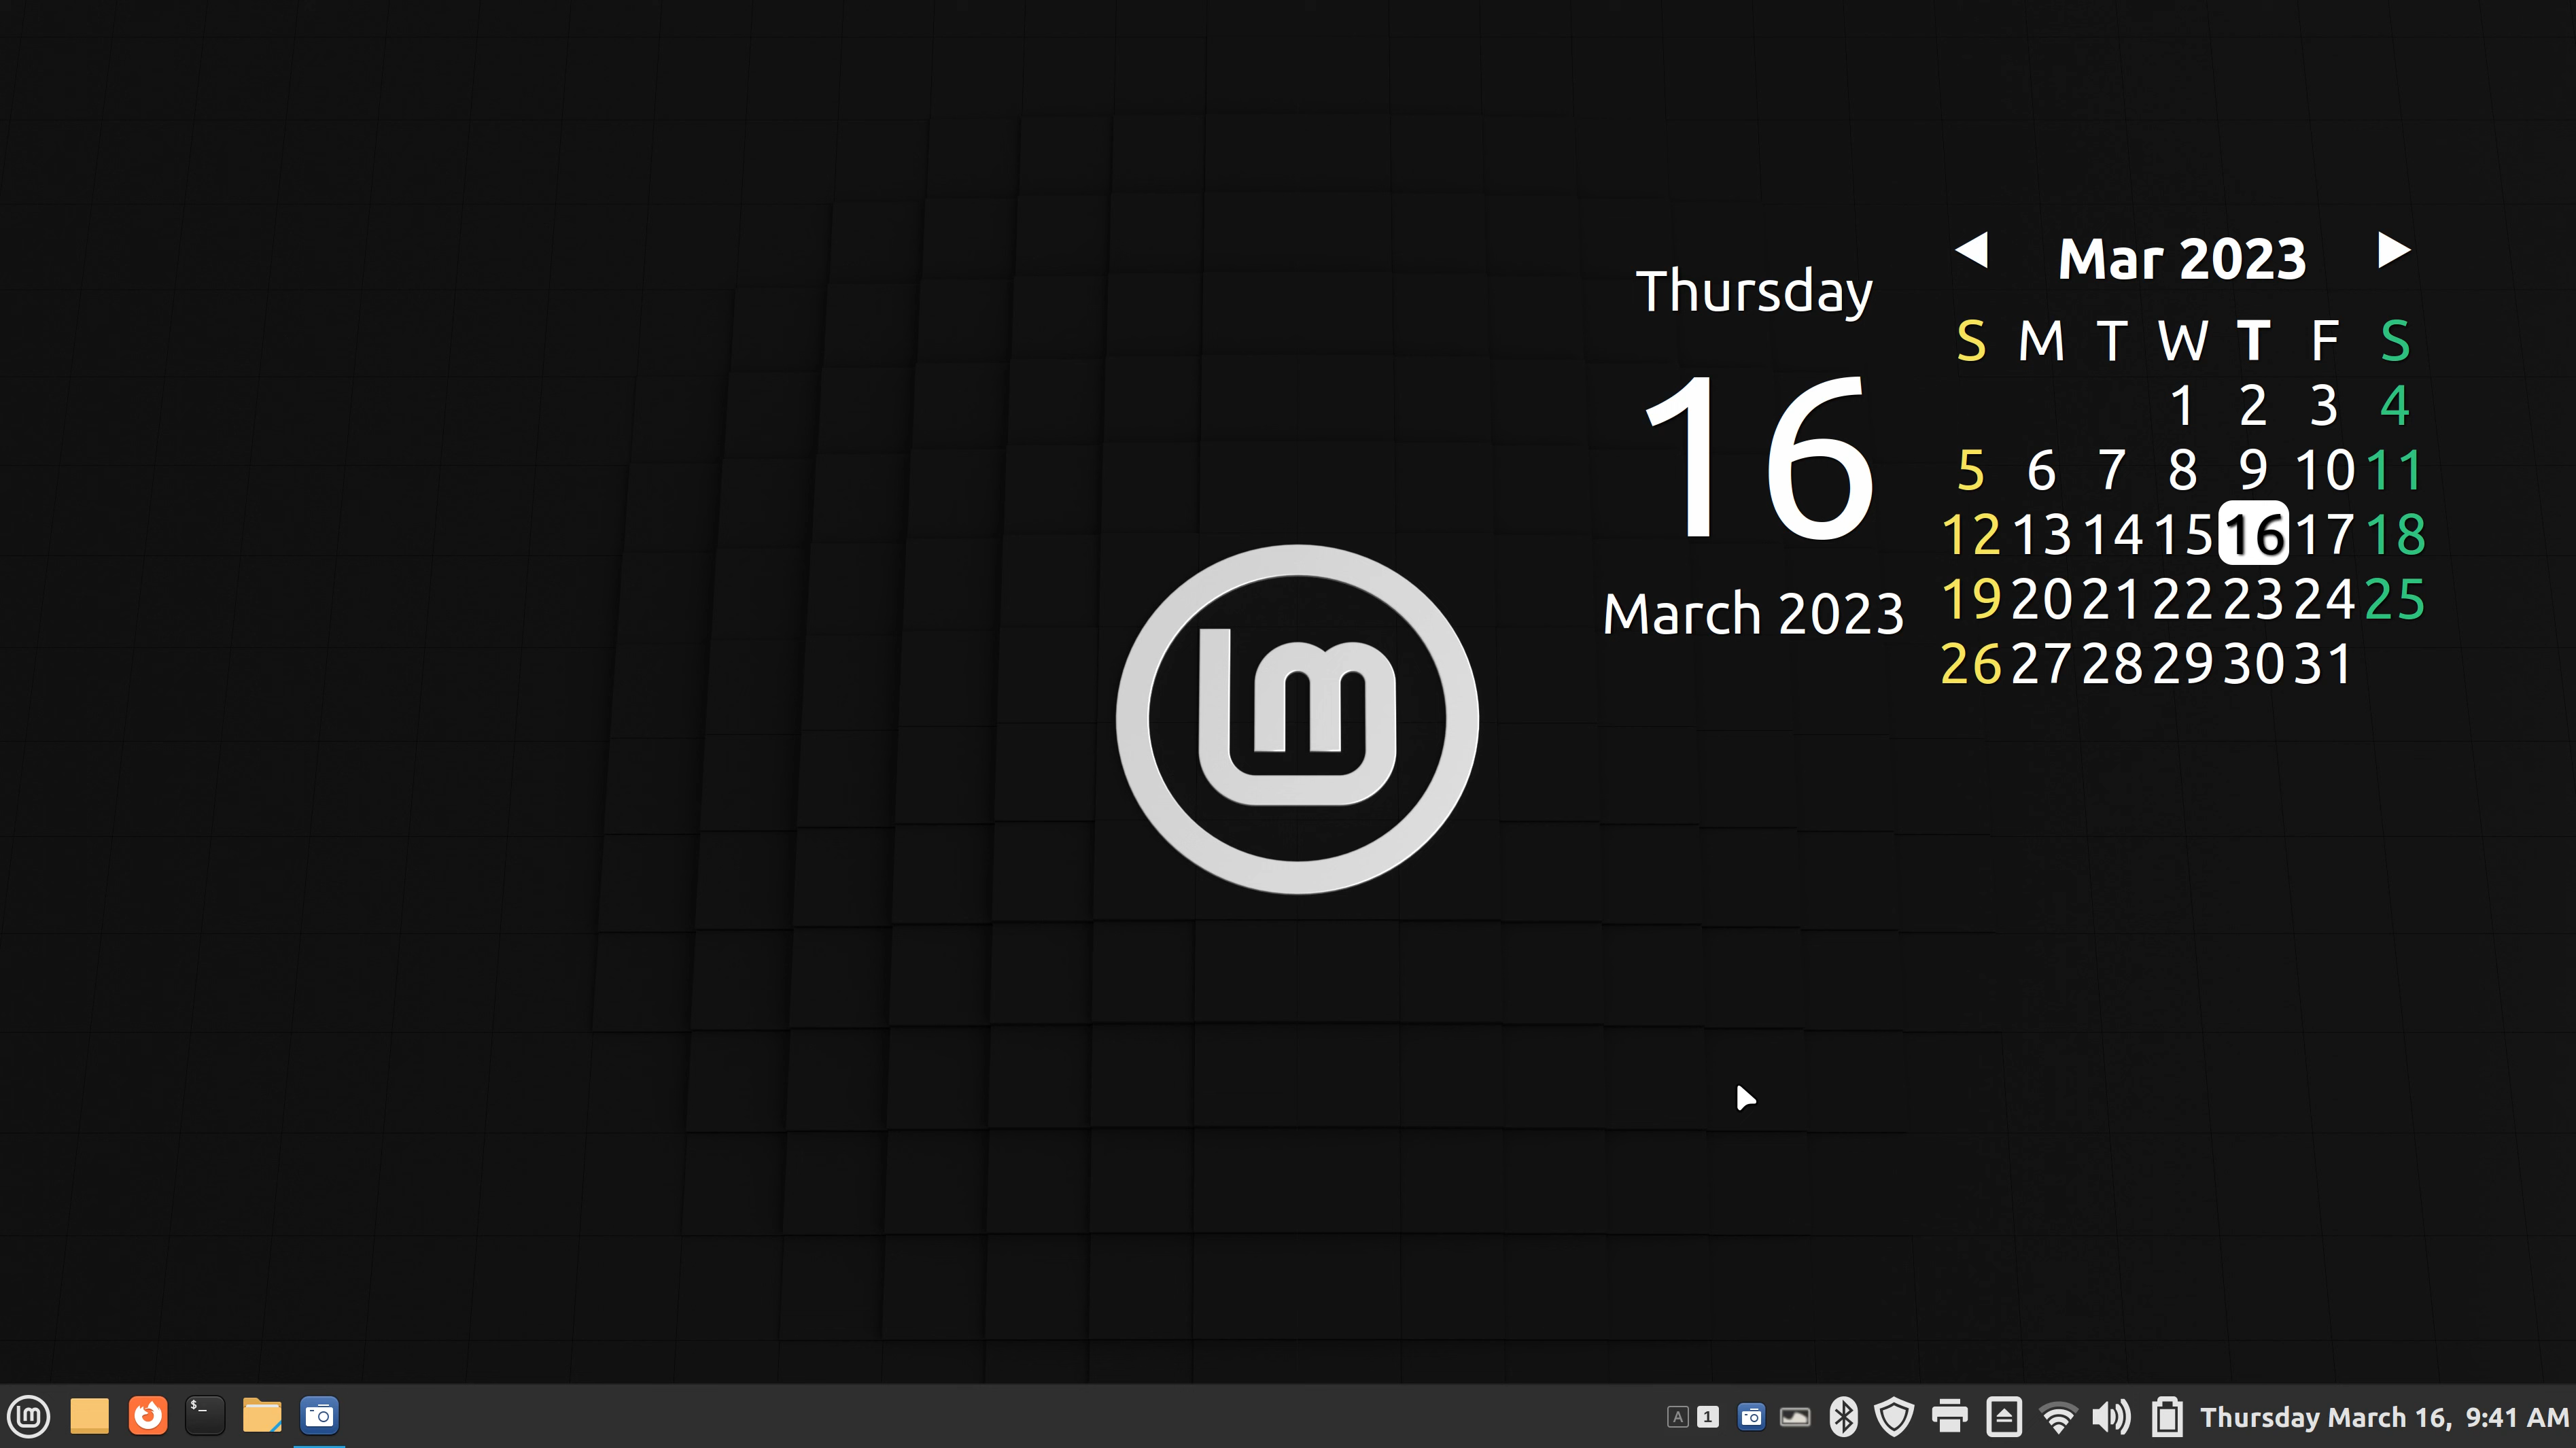 Thursday
16
March 2023
Mar 2023
S M T W T F S
1 2 3 4
5 6 7 8 9 10 11
12 13 14 15 16 17 18
19 20 21 22 23 24 25
26 27 28 29 30 31
lm
lm
$_
A 1
Thursday March 16, 9:41 AM